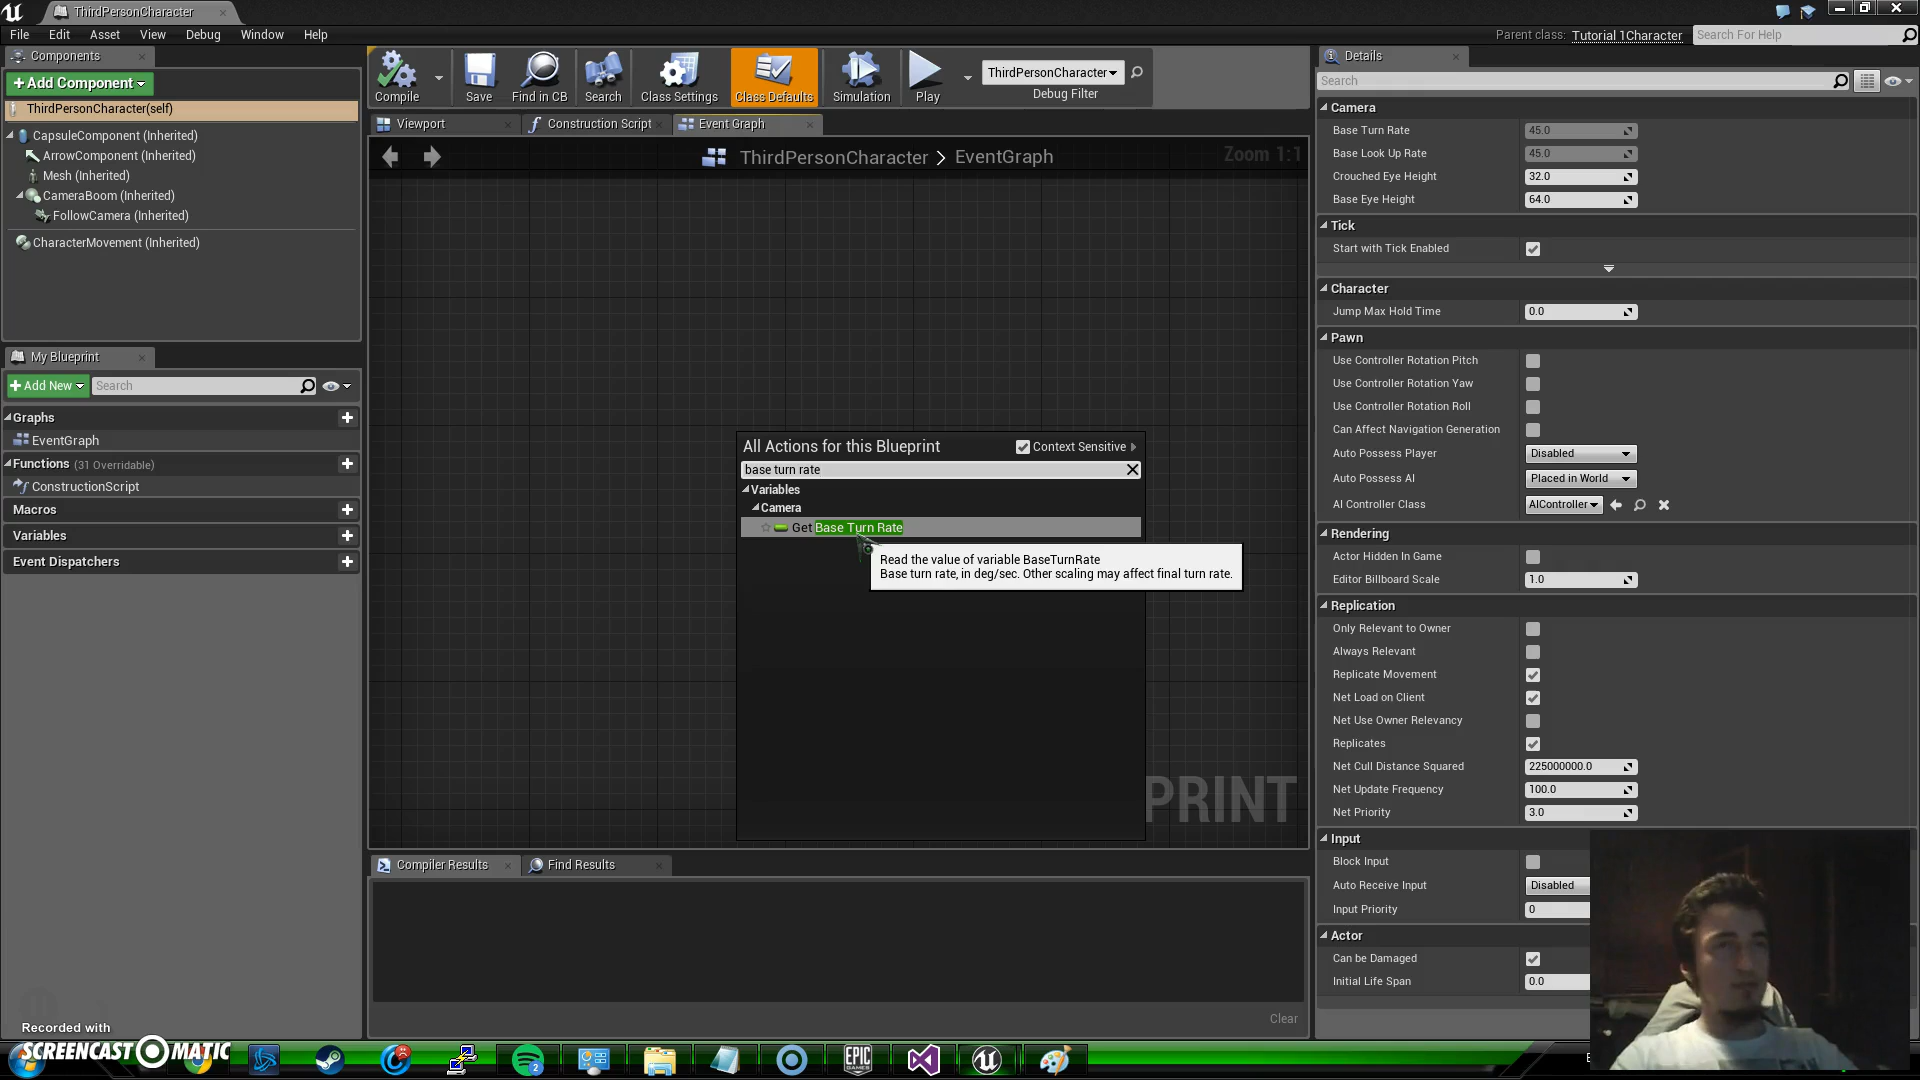 ThirdPersonCharacter
File Edit Asset View Debug Window Help
Parent class: Tutorial 1Character Search For Help
Components
+Add Component
ThirdPersonCharacter(self)
CapsuleComponent (Inherited)
ArrowComponent (Inherited)
Mesh (Inherited)
CameraBoom (Inherited)
FollowCamera (Inherited)
CharacterMovement (Inherited)
My Blueprint
+Add New Search
Graphs
EventGraph
Functions (31 Overridable)
ConstructionScript
Macros
Variables
Event Dispatchers
Compile Save Find in CB Search Class Settings Class Defaults Simulation Play
ThirdPersonCharacter
Debug Filter
Viewport Construction Script Event Graph
ThirdPersonCharacter > EventGraph Zoom 1:1
All Actions for this Blueprint Context Sensitive
base turn rate
Variables
Camera
Get Base Turn Rate
Read the value of variable BaseTurnRate
Base turn rate, in deg/sec. Other scaling may affect final turn rate.
PRINT
Compiler Results Find Results
Clear
Details
Search
Camera
Base Turn Rate 45.0
Base Look Up Rate 45.0
Crouched Eye Height 32.0
Base Eye Height 64.0
Tick
Start with Tick Enabled
Character
Jump Max Hold Time 0.0
Pawn
Use Controller Rotation Pitch
Use Controller Rotation Yaw
Use Controller Rotation Roll
Can Affect Navigation Generation
Auto Possess Player Disabled
Auto Possess AI Placed in World
AI Controller Class AIController
Rendering
Actor Hidden In Game
Editor Billboard Scale 1.0
Replication
Only Relevant to Owner
Always Relevant
Replicate Movement
Net Load on Client
Net Use Owner Relevancy
Replicates
Net Cull Distance Squared 225000000.0
Net Update Frequency 100.0
Net Priority 3.0
Input
Block Input
Auto Receive Input Disabled
Input Priority 0
Actor
Can be Damaged
Initial Life Span 0.0
Recorded with
SCREENCAST-O-MATIC
2
EPIC
GAMES